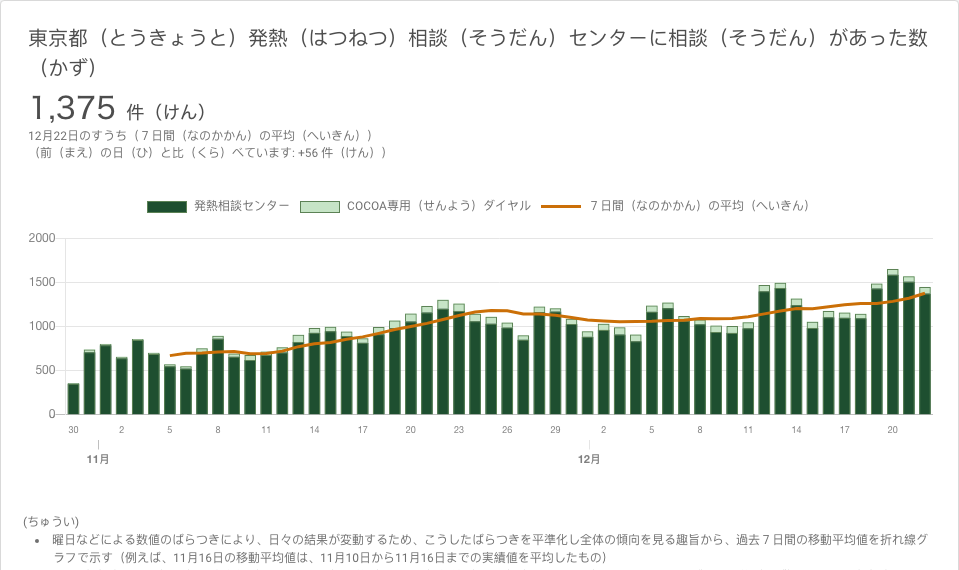 東京都（とうきょうと）発熱（はつねつ）相談（そうだん）センターに相談（そうだん）があった数
（かず）
1,375 件（けん）
12月22日のすうち（７日間（なのかかん）の平均（へいきん））
（前（まえ）の日（ひ）と比（くら）べています: +56 件（けん））
発熱相談センター COCOA専用（せんよう）ダイヤル ７日間（なのかかん）の平均（へいきん）
2000
1500
1000
500
0
30 2 5 8 11 14 17 20 23 26 29 2 5 8 11 14 17 20
11月 12月
(ちゅうい)
• 曜日などによる数値のばらつきにより、日々の結果が変動するため、こうしたばらつきを平準化し全体の傾向を見る趣旨から、過去７日間の移動平均値を折れ線グ
ラフで示す（例えば、11月16日の移動平均値は、11月10日から11月16日までの実績値を平均したもの）